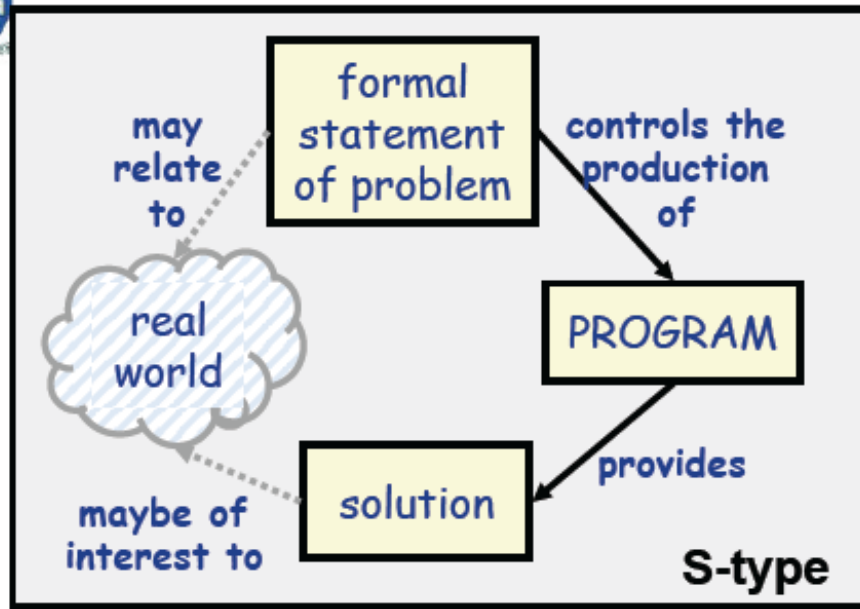 formal
statement
of problem
may
relate
to
controls the
production
of
real
world
PROGRAM
provides
solution
maybe of
interest to
S-type